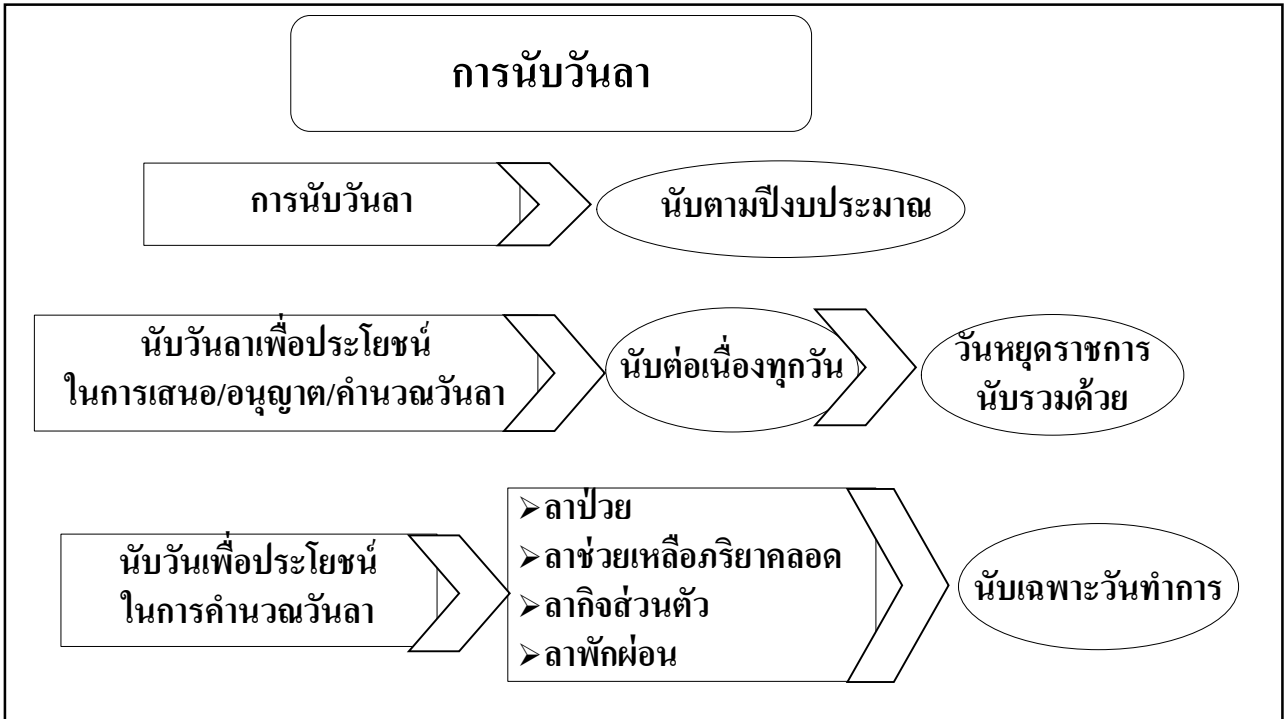 การนับวันลา
การนับวันลา
นับตามปีงบประมาณ
นับวันลาเพื่อประโยชน์
ในการเสนอ/อนุญาต/คำนวณวันลา
นับต่อเนื่องทุกวัน
วันหยุดราชการ
นับรวมด้วย
นับวันเพื่อประโยชน์
ในการคำนวณวันลา
➢ลาป่วย
➢ลาช่วยเหลือภริยาคลอด
➢ลากิจส่วนตัว
➢ลาพักผ่อน
นับเฉพาะวันทำการ